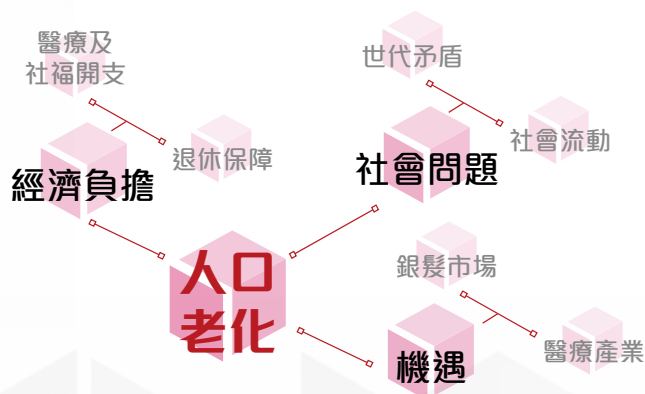 醫療及
社福開支
退休保障
經濟負擔
世代矛盾
社會流動
社會問題
人口
老化
銀髮市場
醫療產業
機遇